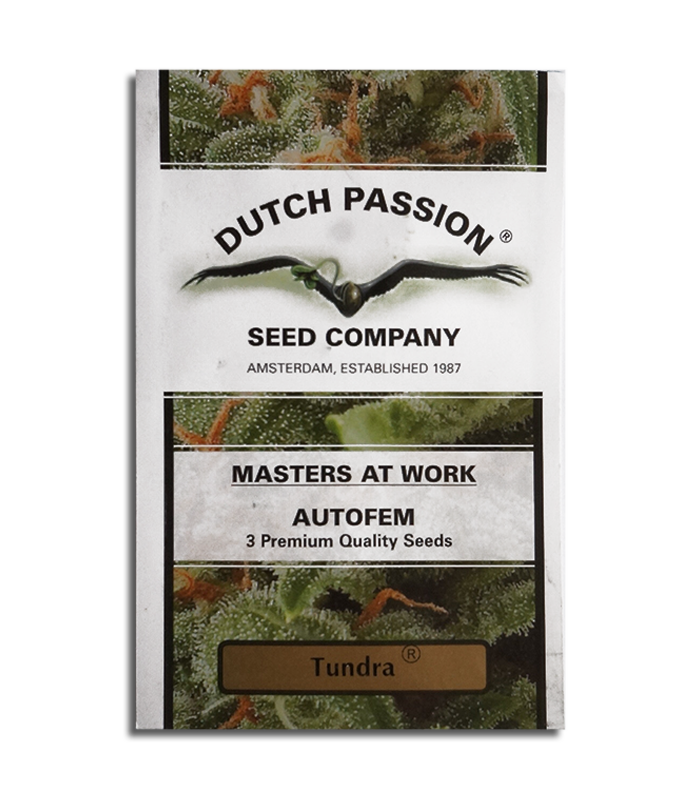 DUTCH PASSION ®
SEED COMPANY
AMSTERDAM, ESTABLISHED 1987
MASTERS AT WORK
AUTOFEM
3 Premium Quality Seeds
Tundra ®